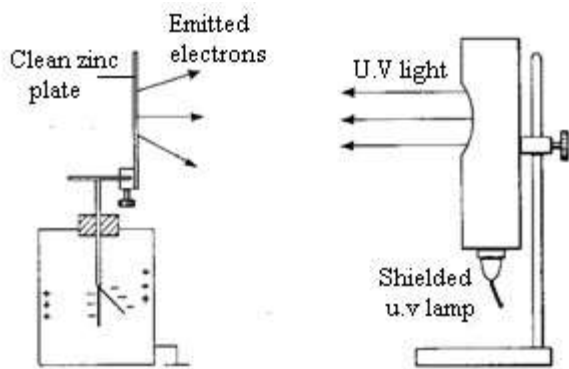 Emitted
electrons
Clean zinc
plate
U.V light
Shielded
u.v lamp